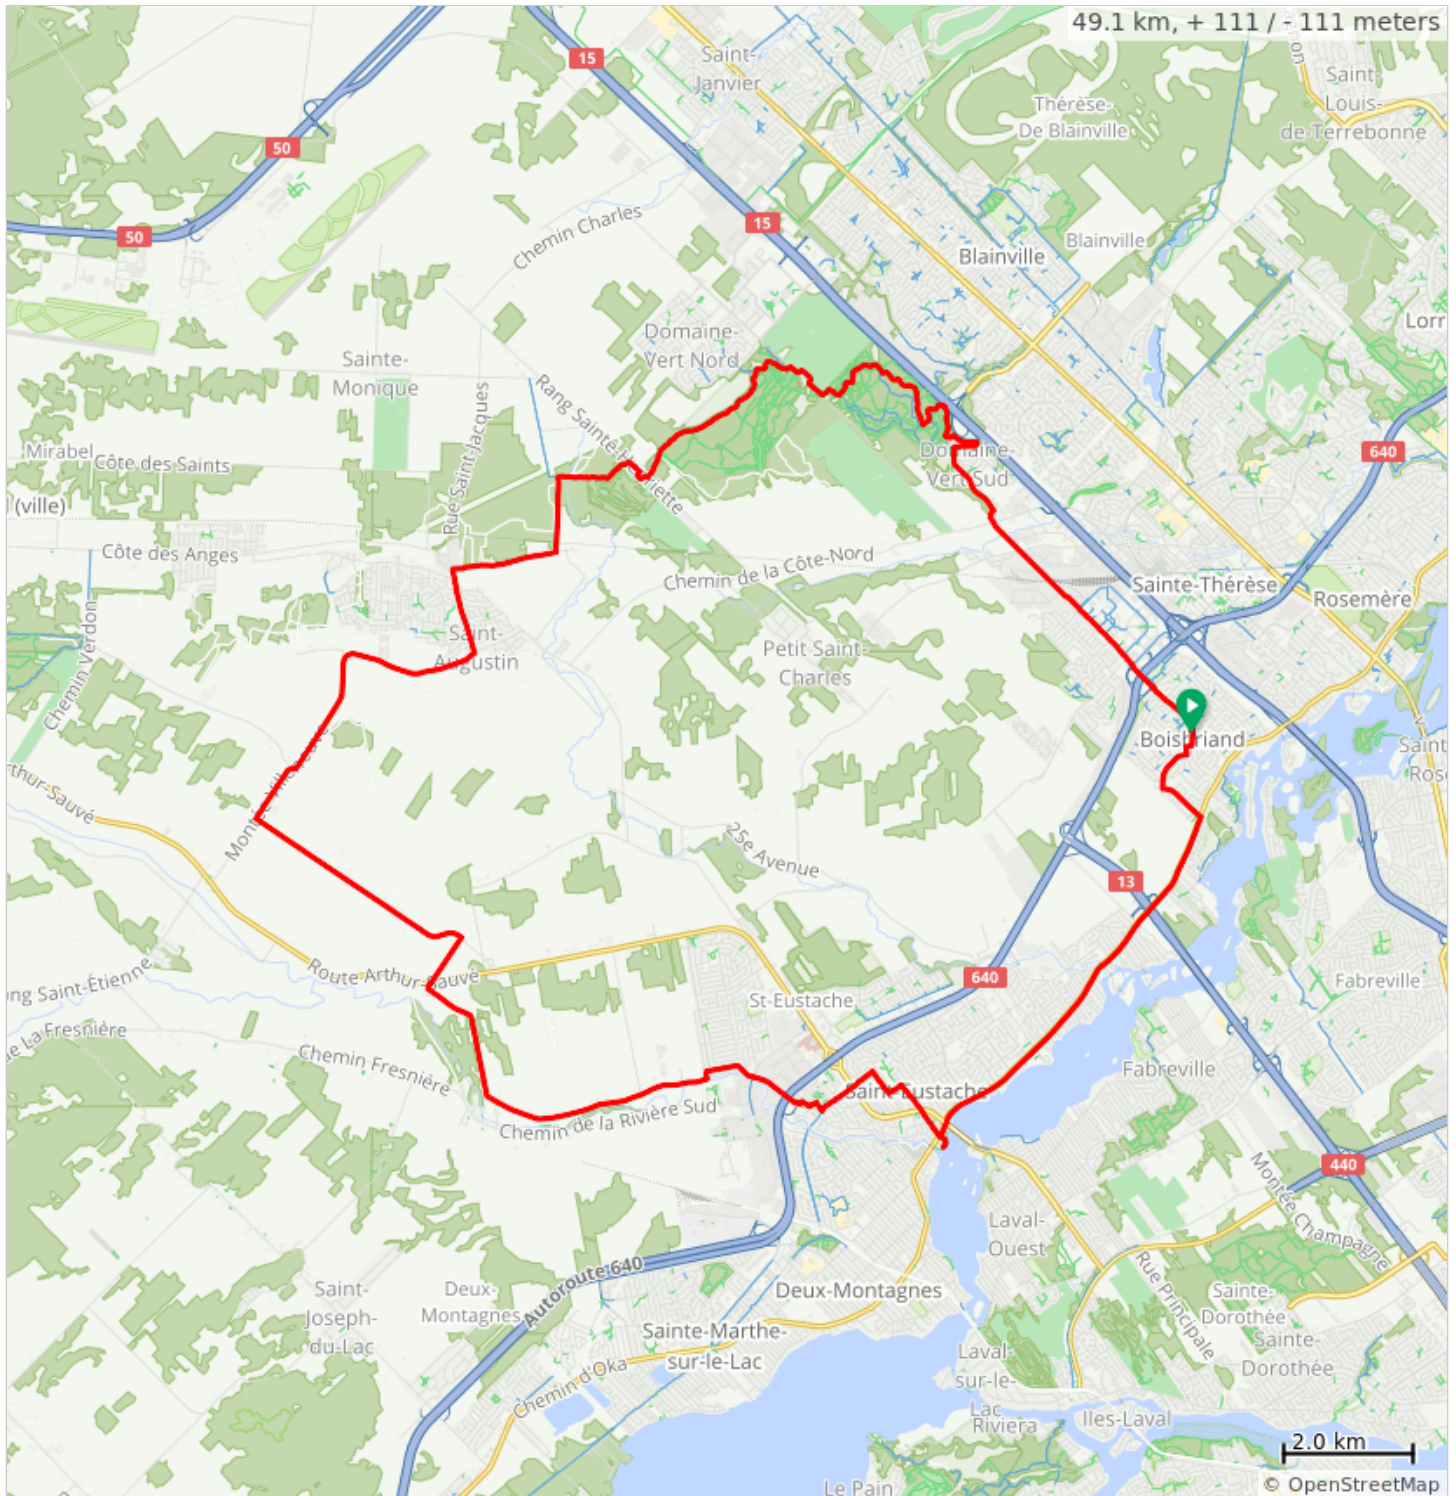 49.1 km, + 111 / - 111 meters
15
Saint-
Janvier
Saint-
Louis-
de-Terrebonne
Thérèse-
De Blainville
50
50
15
Chemin Charles
Blainville
Blainville
Lorr
Domaine-
Vert Nord
Sainte-
Monique
Rang Sainte-Henriette
Rue Saint-Jacques
Mirabel
Côte des Saints
640
Domaine-
Vert Sud
(ville)
Côte des Anges
Chemin de la Côte-Nord
Sainte-Thérèse
Rosemère
Chemin Verdon
Saint-
Augustin
Petit Saint-
Charles
Boisbriand
Saint
Ros
rthur-Sauvé
Montée Villeneuve
25e Avenue
13
Route Arthur-Sauvé
ng Saint-Étienne
640
Fabreville
St-Eustache
e La Fresnière
Chemin Fresnière
Fabreville
Saint-Eustache
Chemin de la Rivière Sud
440
Montée Champagne
Laval-
Ouest
Autoroute 640
Rue Principale
Saint-
Joseph-
du-Lac
Deux-
Montagnes
Deux-Montagnes
Sainte-
Dorothée
Sainte-Marthe-
sur-le-Lac
Sainte-
Dorothée
Laval-
sur-le-
Lac
Chemin d'Oka
Riviera
Iles-Laval
2.0 km
Le Pain
© OpenStreetMap